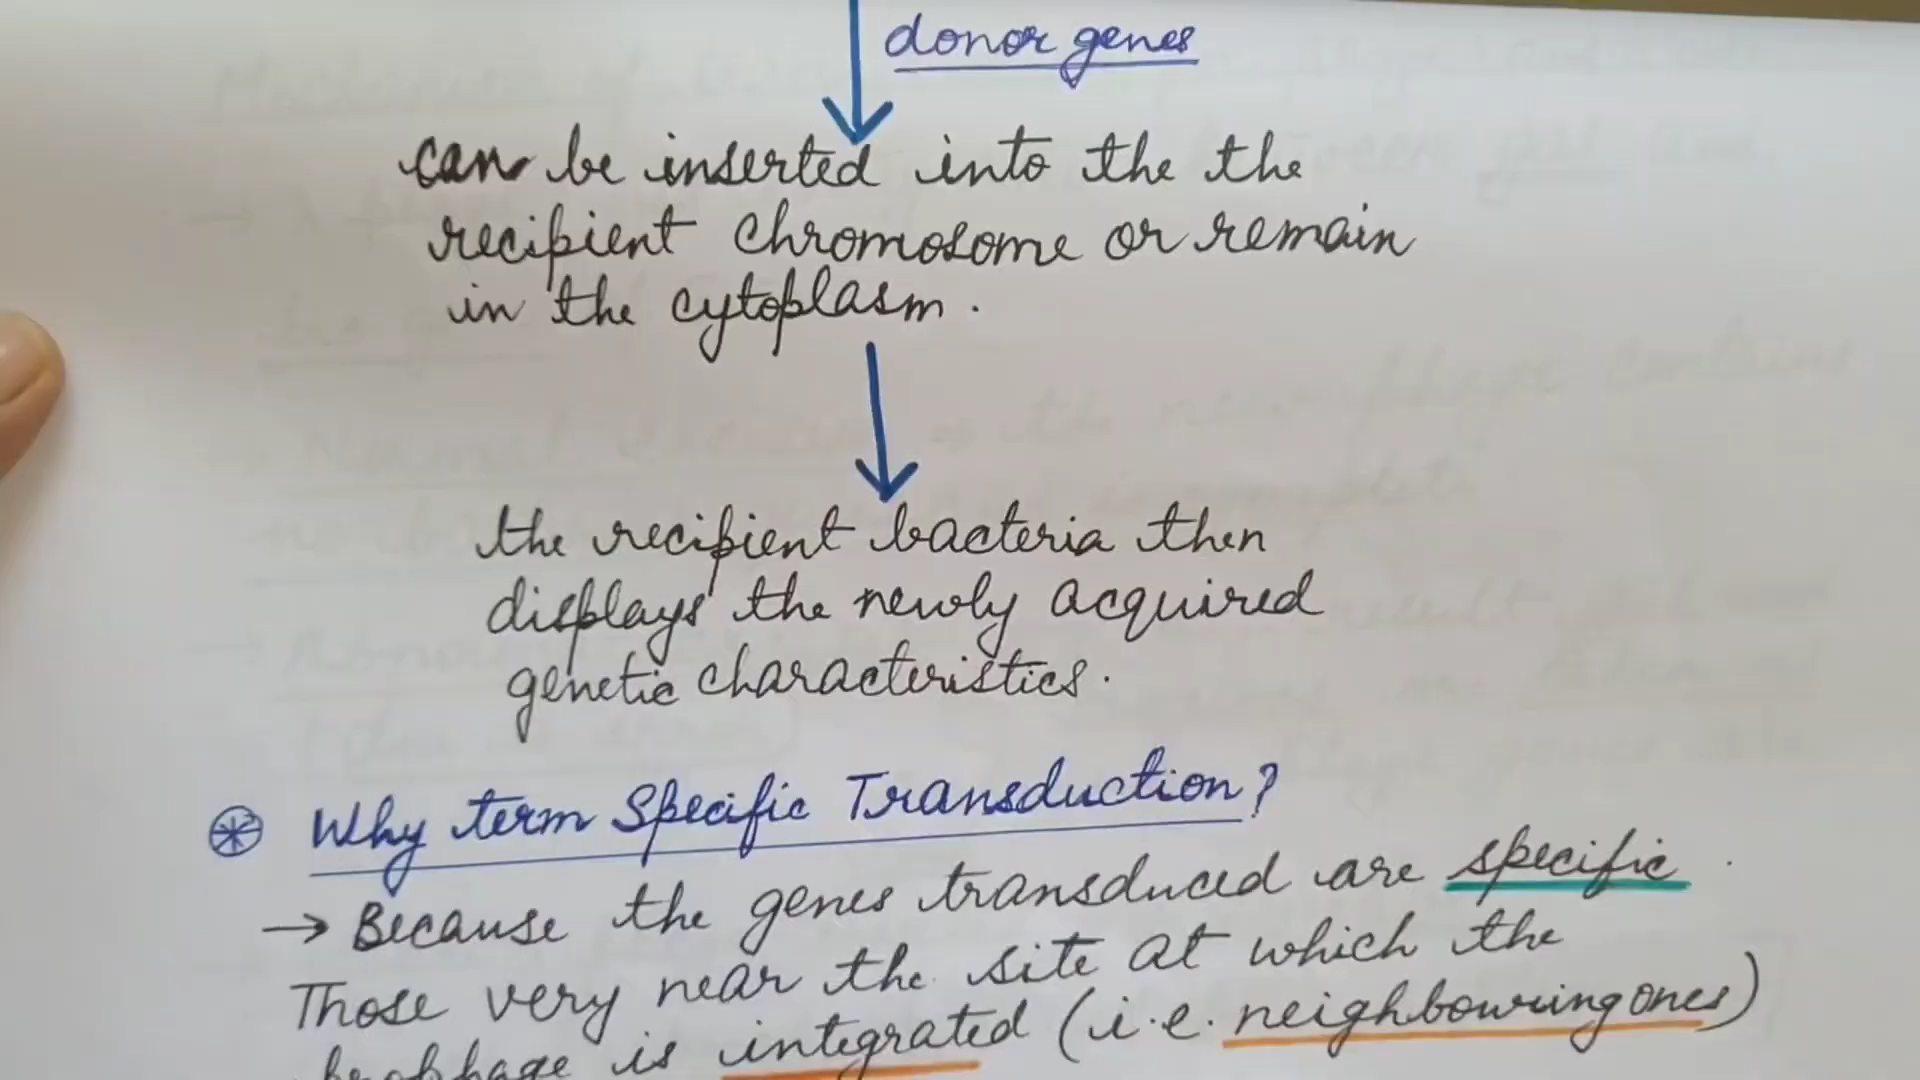 donor genes
can be inserted into the the
recipient chromosome or remain
in the cytoplasm.
the recipient bacteria then
displays the newly acquired
genetic characteristics.
Why term Specific Transduction?
→ Because the genes transduced are specific
Those very near the site at which the
prophage is integrated (i.e. neighbouring ones)